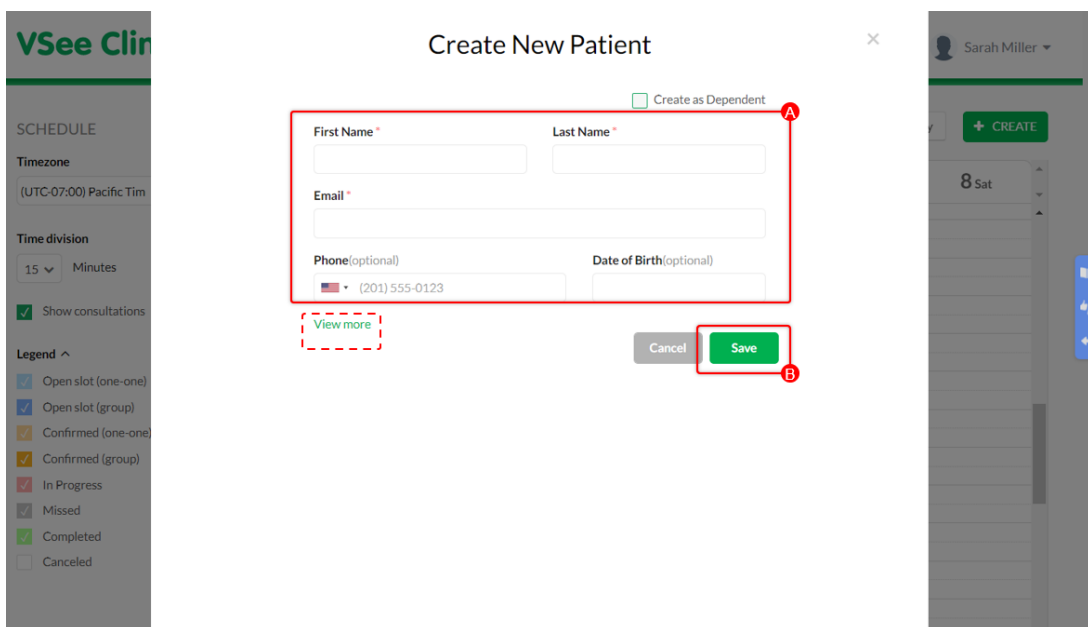 VSee Clin
Create New Patient
×
Sarah Miller
Create as Dependent
A
SCHEDULE
First Name *
Last Name *
+ CREATE
Timezone
(UTC-07:00) Pacific Tim
8 Sat
Email *
Time division
15 Minutes
Phone(optional)
Date of Birth(optional)
(201) 555-0123
Show consultations
View more
Cancel
Save
B
Legend
Open slot (one-one)
Open slot (group)
Confirmed (one-one)
Confirmed (group)
In Progress
Missed
Completed
Canceled